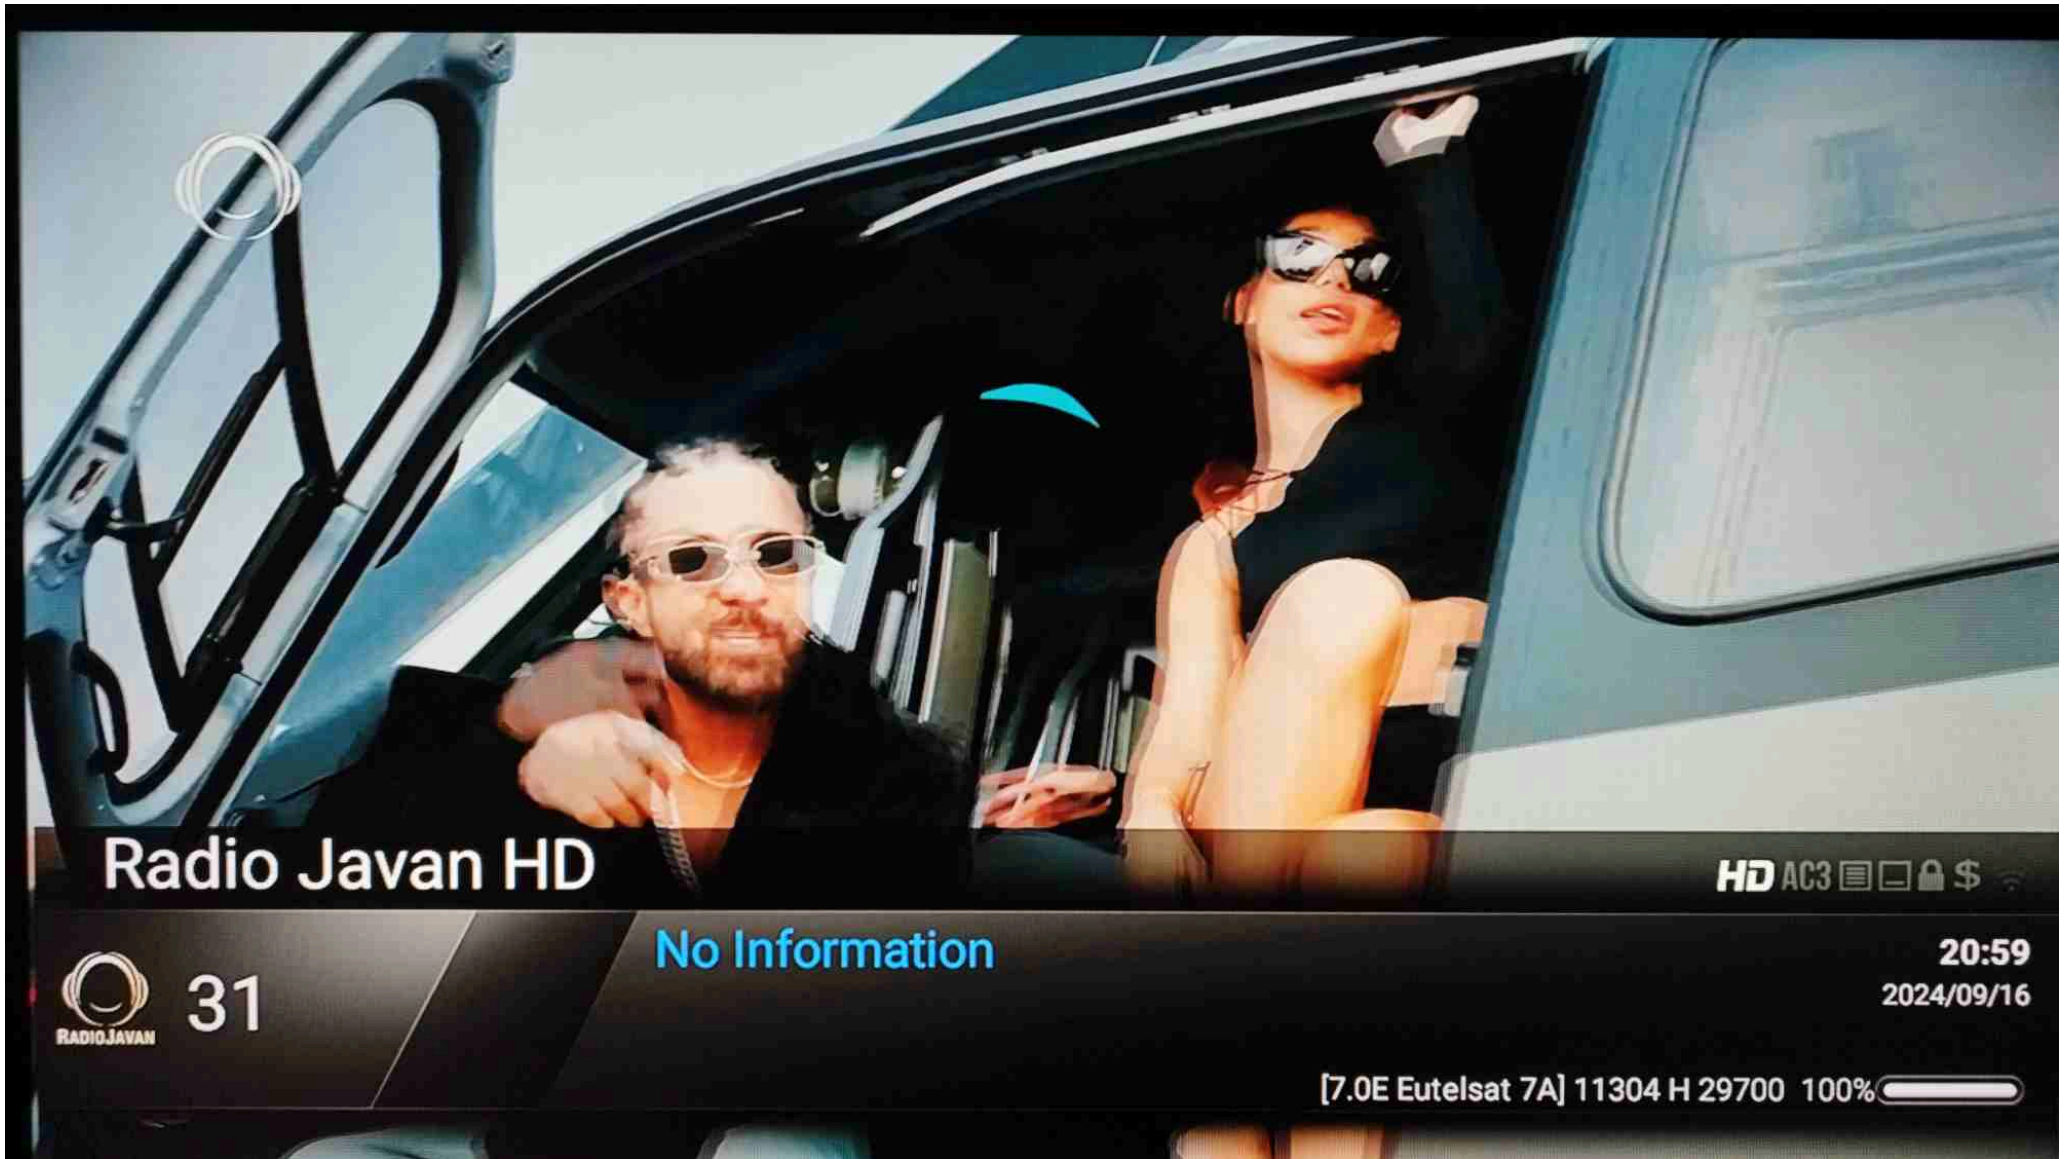 Radio Javan HD
HD AC3 $
RADIOJAVAN
31
No Information
20:59
2024/09/16
[7.0E Eutelsat 7A] 11304 H 29700 100%